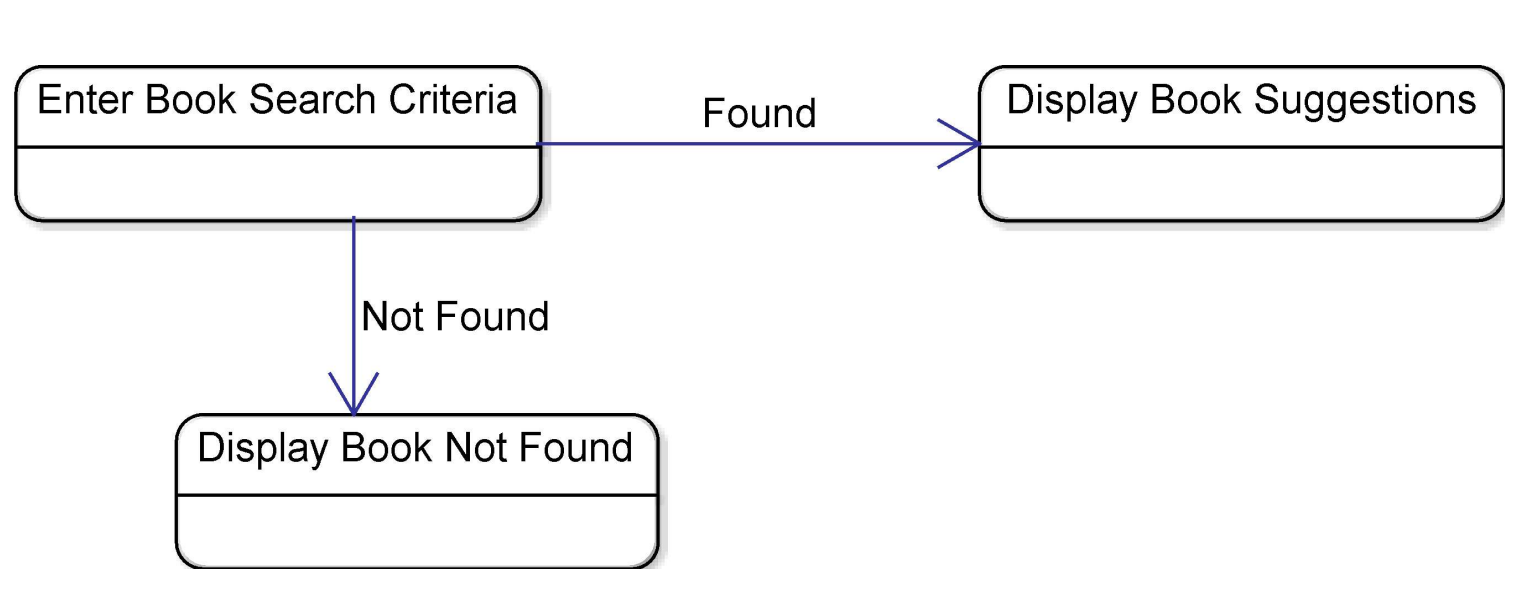 Enter Book Search Criteria
Found
Display Book Suggestions
Not Found
Display Book Not Found